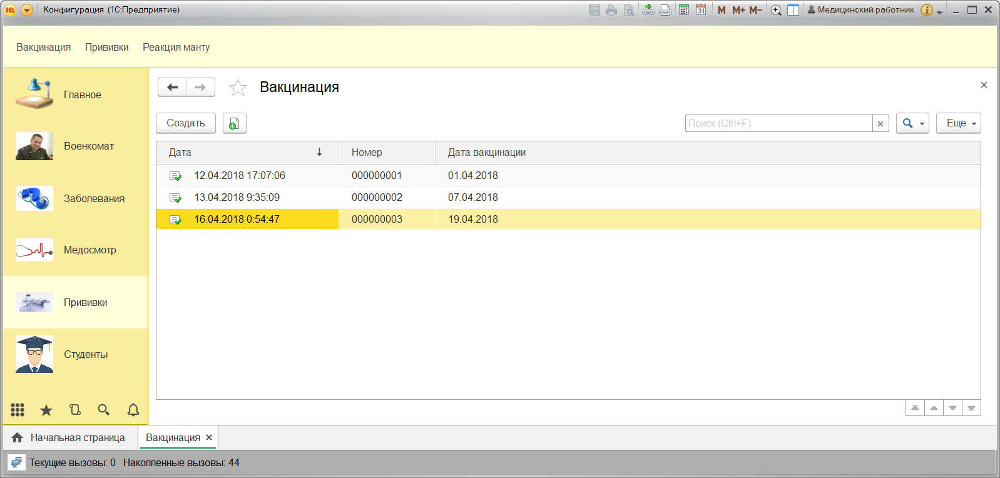 Конфигурация (1С:Предприятие)
31 M M+ M− Медицинский работник
Вакцинация Прививки Реакция манту
Главное
Военкомат
Заболевания
Медосмотр
Прививки
Студенты
Вакцинация
Создать Поиск (Ctrl+F) Еще
Дата Номер Дата вакцинации
12.04.2018 17:07:06 000000001 01.04.2018
13.04.2018 9:35:09 000000002 07.04.2018
16.04.2018 0:54:47 000000003 19.04.2018
Начальная страница Вакцинация
Текущие вызовы: 0 Накопленные вызовы: 44